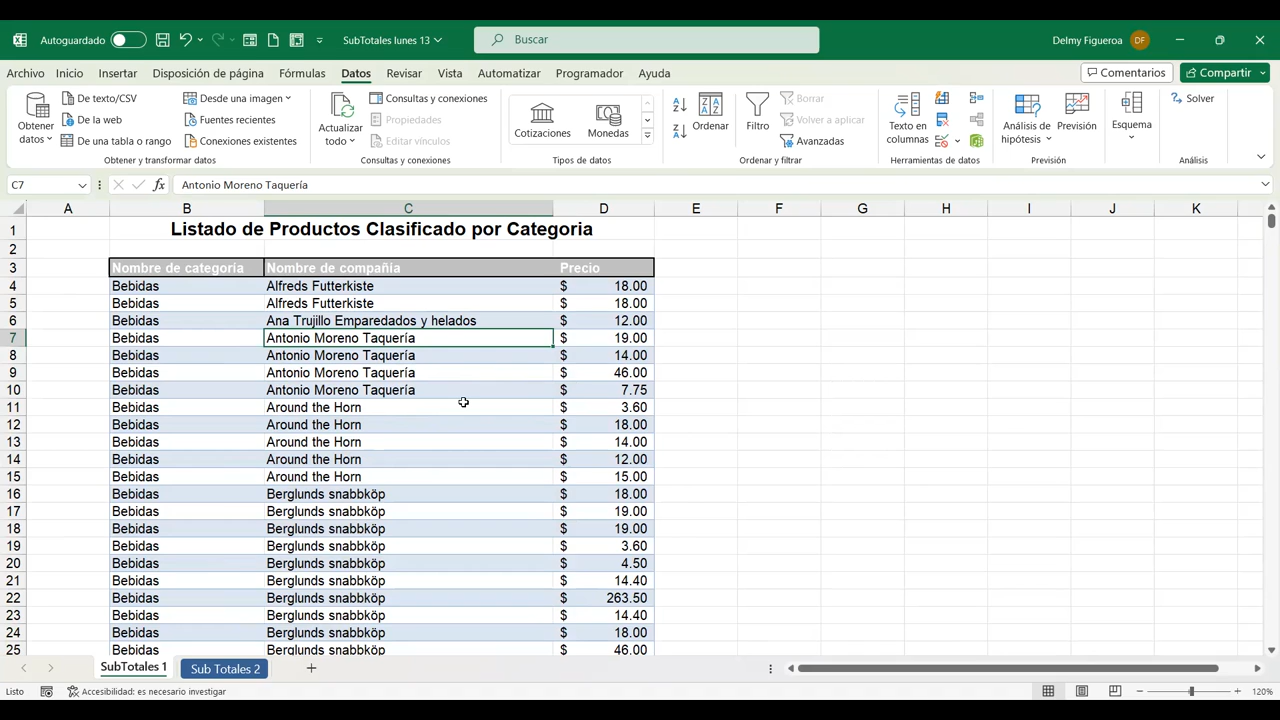 Autoguardado SubTotales lunes 13 Buscar Delmy Figueroa DF
Archivo Inicio Insertar Disposición de página Fórmulas Datos Revisar Vista Automatizar Programador Ayuda Comentarios Compartir
Obtener datos
De texto/CSV
De la web
De una tabla o rango
Desde una imagen
Fuentes recientes
Conexiones existentes
Obtener y transformar datos
Actualizar todo
Consultas y conexiones
Propiedades
Editar vínculos
Consultas y conexiones
Cotizaciones
Monedas
Tipos de datos
Ordenar
Filtro
Borrar
Volver a aplicar
Avanzadas
Ordenar y filtrar
Texto en columnas
Herramientas de datos
Análisis de hipótesis
Previsión
Previsión
Esquema
Solver
Análisis
C7 fx Antonio Moreno Taquería
A B C D E F G H I J K
1 Listado de Productos Clasificado por Categoria
2
3 Nombre de categoría Nombre de compañía Precio
4 Bebidas Alfreds Futterkiste $ 18.00
5 Bebidas Alfreds Futterkiste $ 18.00
6 Bebidas Ana Trujillo Emparedados y helados $ 12.00
7 Bebidas Antonio Moreno Taquería $ 19.00
8 Bebidas Antonio Moreno Taquería $ 14.00
9 Bebidas Antonio Moreno Taquería $ 46.00
10 Bebidas Antonio Moreno Taquería $ 7.75
11 Bebidas Around the Horn $ 3.60
12 Bebidas Around the Horn $ 18.00
13 Bebidas Around the Horn $ 14.00
14 Bebidas Around the Horn $ 12.00
15 Bebidas Around the Horn $ 15.00
16 Bebidas Berglunds snabbköp $ 18.00
17 Bebidas Berglunds snabbköp $ 19.00
18 Bebidas Berglunds snabbköp $ 19.00
19 Bebidas Berglunds snabbköp $ 3.60
20 Bebidas Berglunds snabbköp $ 4.50
21 Bebidas Berglunds snabbköp $ 14.40
22 Bebidas Berglunds snabbköp $ 263.50
23 Bebidas Berglunds snabbköp $ 14.40
24 Bebidas Berglunds snabbköp $ 18.00
25 Bebidas Berglunds snabbköp $ 46.00
SubTotales 1 Sub Totales 2
Listo Accesibilidad: es necesario investigar 120%